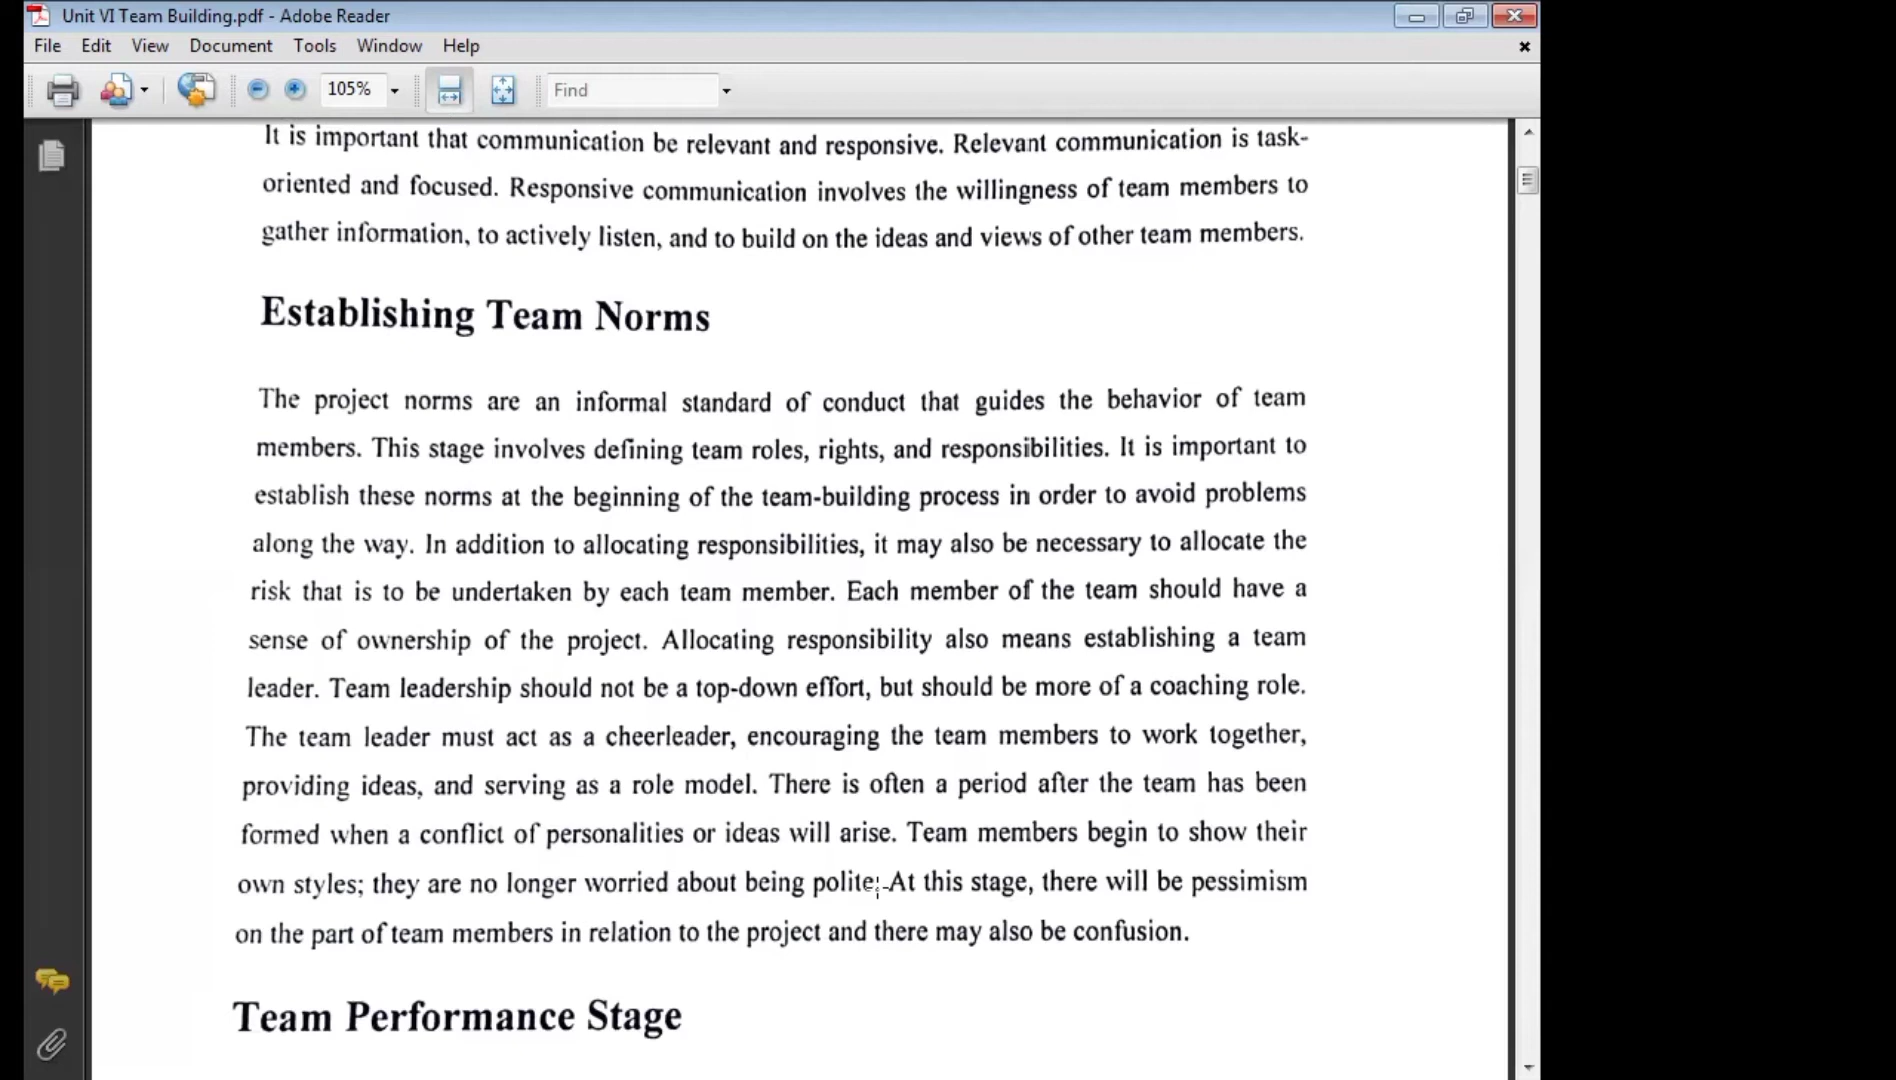 Unit VI Team Building.pdf - Adobe Reader
File Edit View Document Tools Window Help
105% Find
It is important that communication be relevant and responsive. Relevant communication is task-
oriented and focused. Responsive communication involves the willingness of team members to
gather information, to actively listen, and to build on the ideas and views of other team members.
Establishing Team Norms
The project norms are an informal standard of conduct that guides the behavior of team
members. This stage involves defining team roles, rights, and responsibilities. It is important to
establish these norms at the beginning of the team-building process in order to avoid problems
along the way. In addition to allocating responsibilities, it may also be necessary to allocate the
risk that is to be undertaken by each team member. Each member of the team should have a
sense of ownership of the project. Allocating responsibility also means establishing a team
leader. Team leadership should not be a top-down effort, but should be more of a coaching role.
The team leader must act as a cheerleader, encouraging the team members to work together,
providing ideas, and serving as a role model. There is often a period after the team has been
formed when a conflict of personalities or ideas will arise. Team members begin to show their
own styles; they are no longer worried about being polite. At this stage, there will be pessimism
on the part of team members in relation to the project and there may also be confusion.
Team Performance Stage